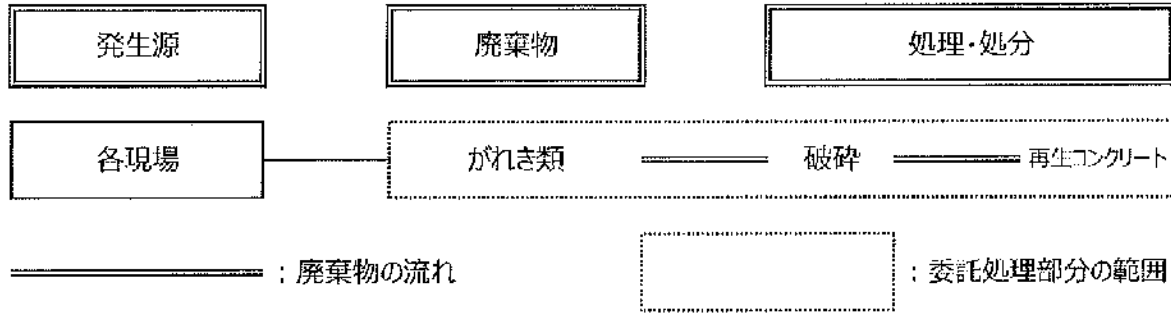 発生源 廃棄物 処理・処分
各現場 がれき類 破砕 再生コンクリート
：廃棄物の流れ ：委託処理部分の範囲